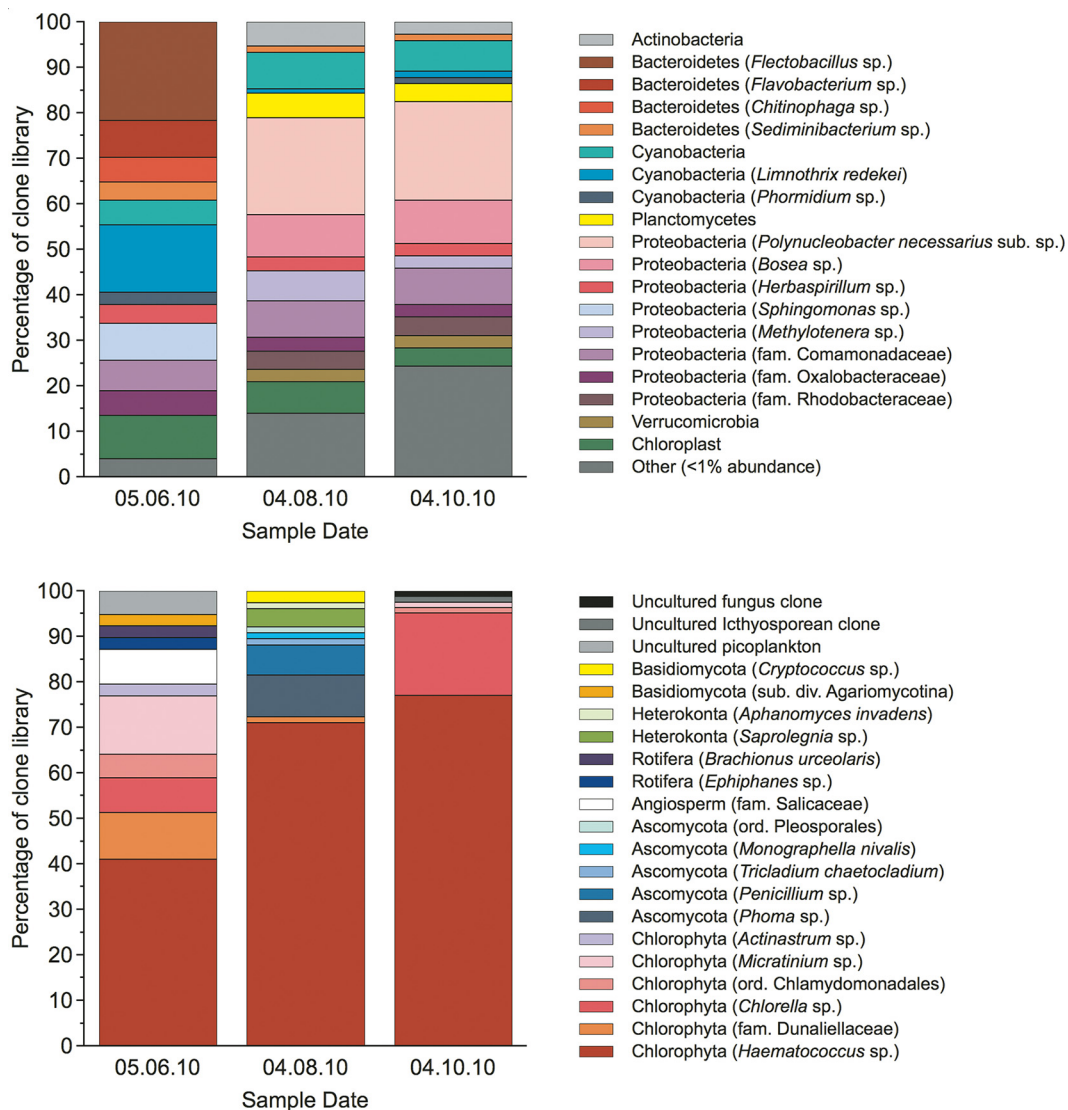 Percentage of clone library
100
90
80
70
60
50
40
30
20
10
0
05.06.10 04.08.10 04.10.10
Sample Date
Actinobacteria
Bacteroidetes (Flectobacillus sp.)
Bacteroidetes (Flavobacterium sp.)
Bacteroidetes (Chitinophaga sp.)
Bacteroidetes (Sediminibacterium sp.)
Cyanobacteria
Cyanobacteria (Limnothrix redekei)
Cyanobacteria (Phormidium sp.)
Planctomycetes
Proteobacteria (Polynucleobacter necessarius sub. sp.)
Proteobacteria (Bosea sp.)
Proteobacteria (Herbaspirillum sp.)
Proteobacteria (Sphingomonas sp.)
Proteobacteria (Methylotenera sp.)
Proteobacteria (fam. Comamonadaceae)
Proteobacteria (fam. Oxalobacteraceae)
Proteobacteria (fam. Rhodobacteraceae)
Verrucomicrobia
Chloroplast
Other (<1% abundance)
Percentage of clone library
100
90
80
70
60
50
40
30
20
10
0
05.06.10 04.08.10 04.10.10
Sample Date
Uncultured fungus clone
Uncultured Icthyosporean clone
Uncultured picoplankton
Basidiomycota (Cryptococcus sp.)
Basidiomycota (sub. div. Agariomycotina)
Heterokonta (Aphanomyces invadens)
Heterokonta (Saprolegnia sp.)
Rotifera (Brachionus urceolaris)
Rotifera (Ephiphanes sp.)
Angiosperm (fam. Salicaceae)
Ascomycota (ord. Pleosporales)
Ascomycota (Monographella nivalis)
Ascomycota (Tricladium chaetocladium)
Ascomycota (Penicillium sp.)
Ascomycota (Phoma sp.)
Chlorophyta (Actinastrum sp.)
Chlorophyta (Micratinium sp.)
Chlorophyta (ord. Chlamydomonadales)
Chlorophyta (Chlorella sp.)
Chlorophyta (fam. Dunaliellaceae)
Chlorophyta (Haematococcus sp.)